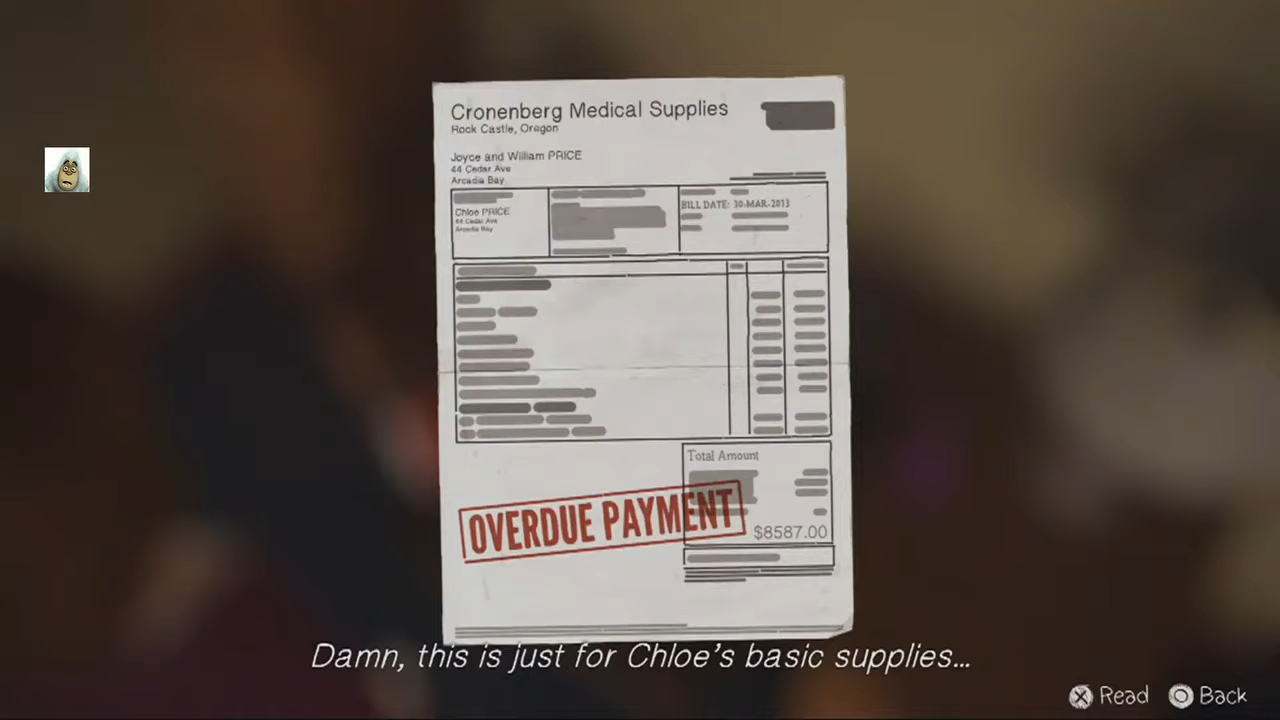 Cronenberg Medical Supplies
Rock Castle, Oregon
Joyce and William PRICE
44 Cedar Ave
Arcadia Bay
Chloe PRICE
44 Cedar Ave
Arcadia Bay
BILL DATE: 30-MAR-2013
Total Amount
OVERDUE PAYMENT
$8587.00
Damn, this is just for Chloe's basic supplies...
Read Back